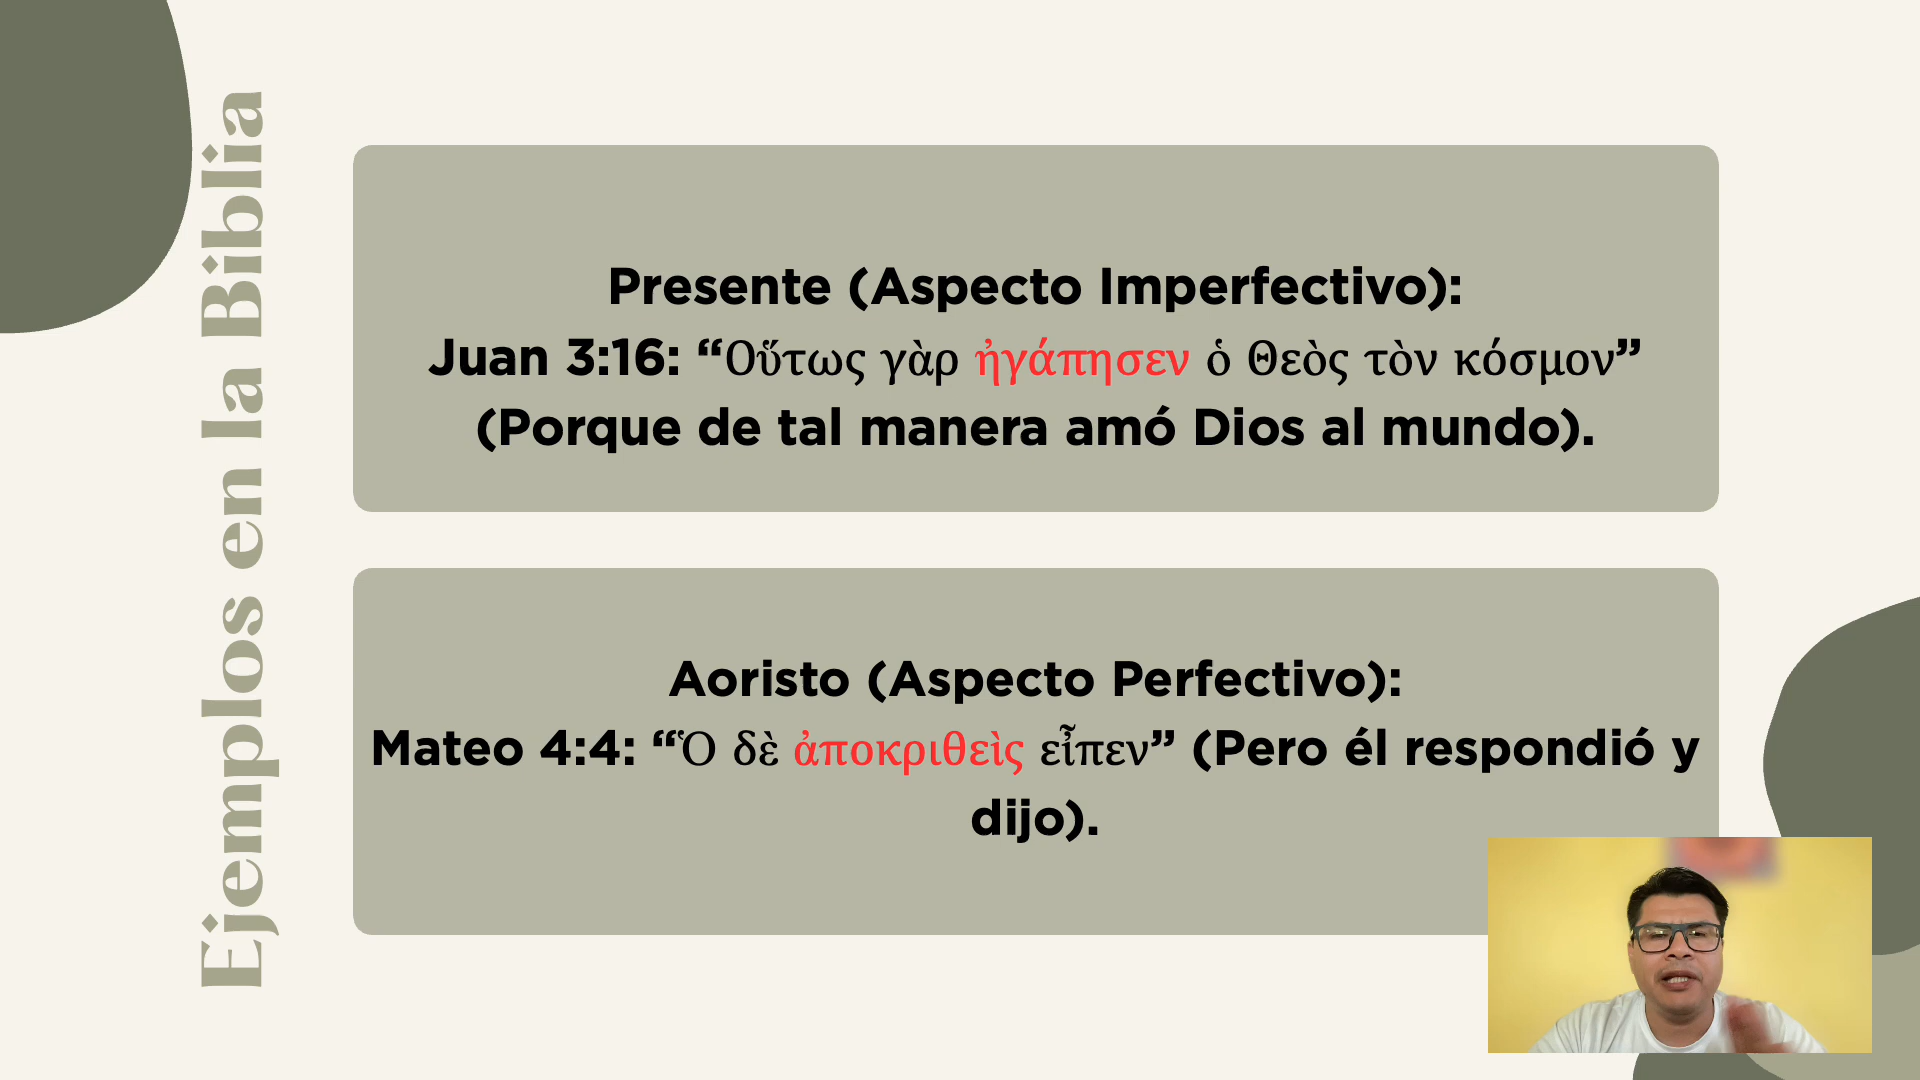 Ejemplos en la Biblia
Presente (Aspecto Imperfectivo):
Juan 3:16: “Οὕτως γὰρ ἠγάπησεν ὁ Θεὸς τὸν κόσμον”
(Porque de tal manera amó Dios al mundo).
Aoristo (Aspecto Perfectivo):
Mateo 4:4: “Ὁ δὲ ἀποκριθεὶς εἶπεν” (Pero él respondió y
dijo).